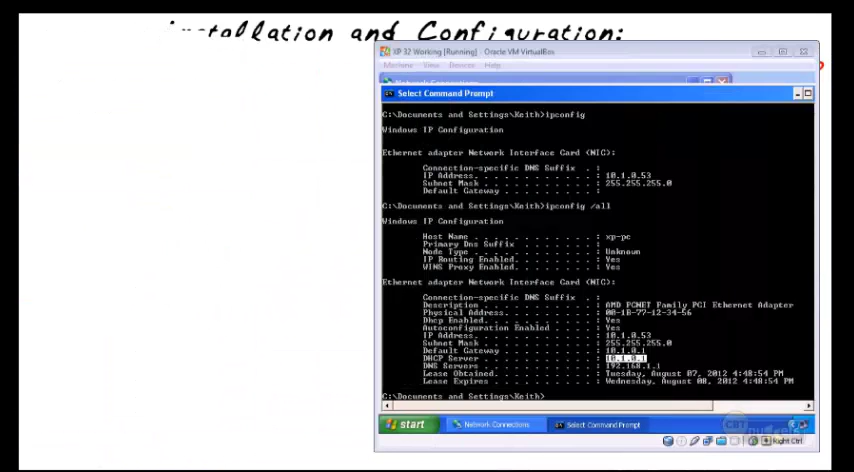 Installation and Configuration:
XP 32 Working [Running] - Oracle VM VirtualBox
Machine View Devices Help
Network Connections
Select Command Prompt
C:\Documents and Settings\Keith>ipconfig
Windows IP Configuration
Ethernet adapter Network Interface Card (NIC):
Connection-specific DNS Suffix . :
IP Address. . . . . . . . . . . . : 10.1.0.53
Subnet Mask . . . . . . . . . . . : 255.255.255.0
Default Gateway . . . . . . . . . :
C:\Documents and Settings\Keith>ipconfig /all
Windows IP Configuration
Host Name . . . . . . . . . . . . : xp-pc
Primary Dns Suffix . . . . . . . :
Node Type . . . . . . . . . . . . : Unknown
IP Routing Enabled. . . . . . . . : Yes
WINS Proxy Enabled. . . . . . . . : Yes
Ethernet adapter Network Interface Card (NIC):
Connection-specific DNS Suffix . :
Description . . . . . . . . . . . : AMD PCNET Family PCI Ethernet Adapter
Physical Address. . . . . . . . . : 00-1B-77-12-34-56
Dhcp Enabled. . . . . . . . . . . : Yes
Autoconfiguration Enabled . . . . : Yes
IP Address. . . . . . . . . . . . : 10.1.0.53
Subnet Mask . . . . . . . . . . . : 255.255.255.0
Default Gateway . . . . . . . . . : 10.1.0.1
DHCP Server . . . . . . . . . . . : 10.1.0.1
DNS Servers . . . . . . . . . . . : 192.168.1.1
Lease Obtained. . . . . . . . . . : Tuesday, August 07, 2012 4:48:54 PM
Lease Expires . . . . . . . . . . : Wednesday, August 08, 2012 4:48:54 PM
C:\Documents and Settings\Keith>
start Network Connections Select Command Prompt
Right Ctrl